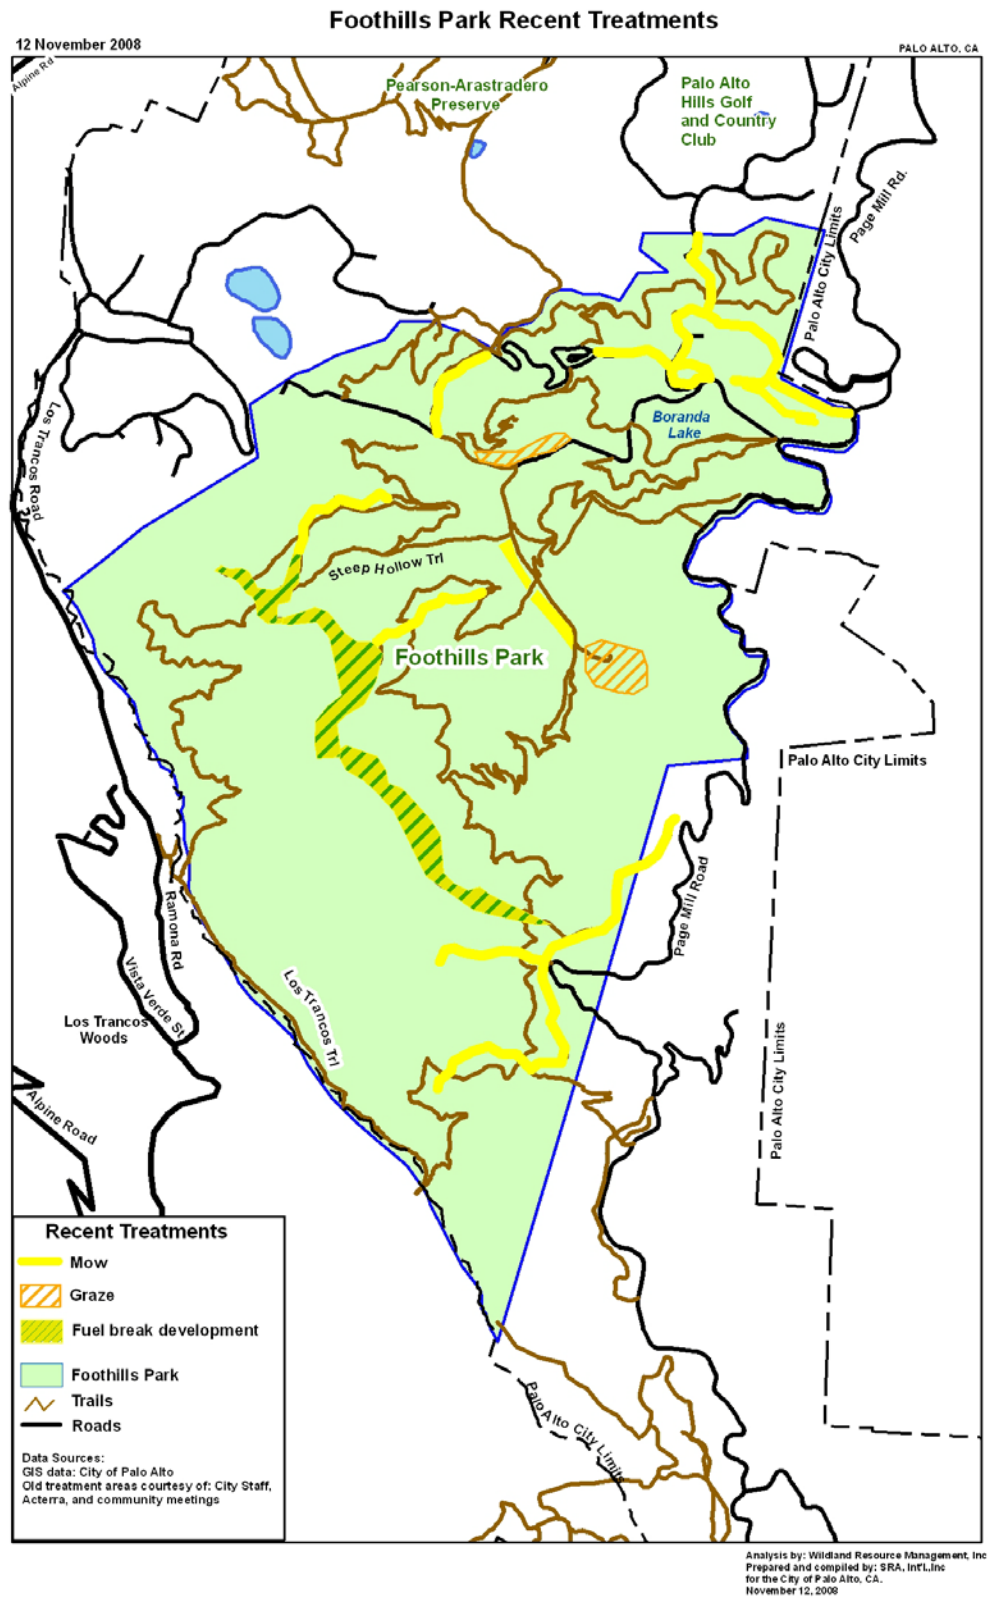 Foothills Park Recent Treatments
12 November 2008
PALO ALTO, CA
Alpine Rd
Pearson-Arastradero
Preserve
Palo Alto
Hills Golf
and Country
Club
Page Mill Rd.
Palo Alto City Limits
Los Trancos Road
Boranda
Lake
Steep Hollow Trl
Foothills Park
Palo Alto City Limits
Page Mill Road
Ramona Rd
Vista Verde St
Los Trancos
Woods
Los Trancos Trl
Palo Alto City Limits
Alpine Road
Palo Alto City Limits
Recent Treatments
Mow
Graze
Fuel break development
Foothills Park
Trails
Roads
Data Sources:
GIS data: City of Palo Alto
Old treatment areas courtesy of: City Staff,
Acterra, and community meetings
Analysis by: Wildland Resource Management, Inc
Prepared and compiled by: SRA, Int'l.,Inc
for the City of Palo Alto, CA.
November 12, 2008